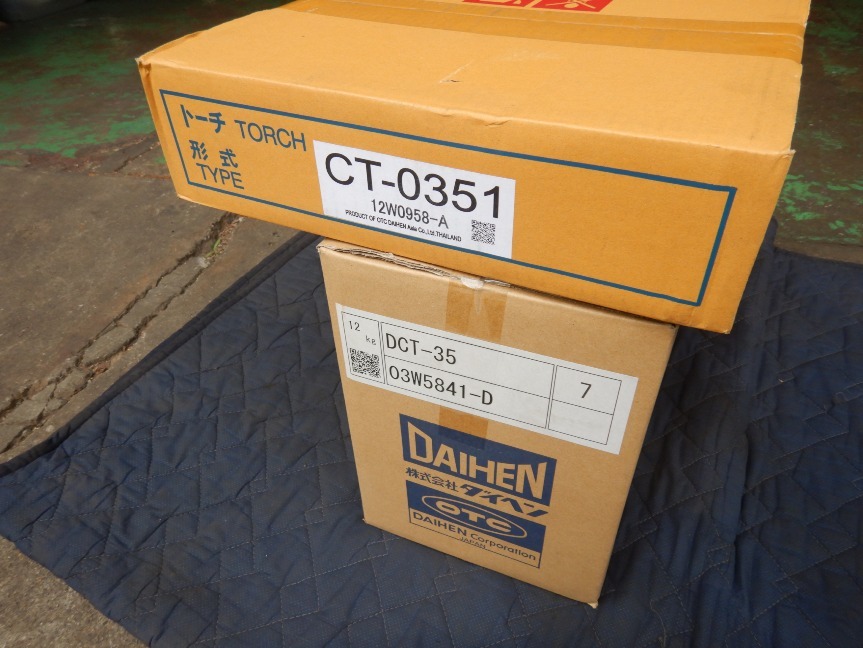 トーチ TORCH
形式
TYPE
CT-0351
12W0958-A
PRODUCT OF OTC DAIHEN Asia Co.,Ltd.THAILAND
12
kg
DCT-35
7
03W5841-D
DAIHEN
株式会社ダイヘン
OTC
DAIHEN Corporation
JAPAN